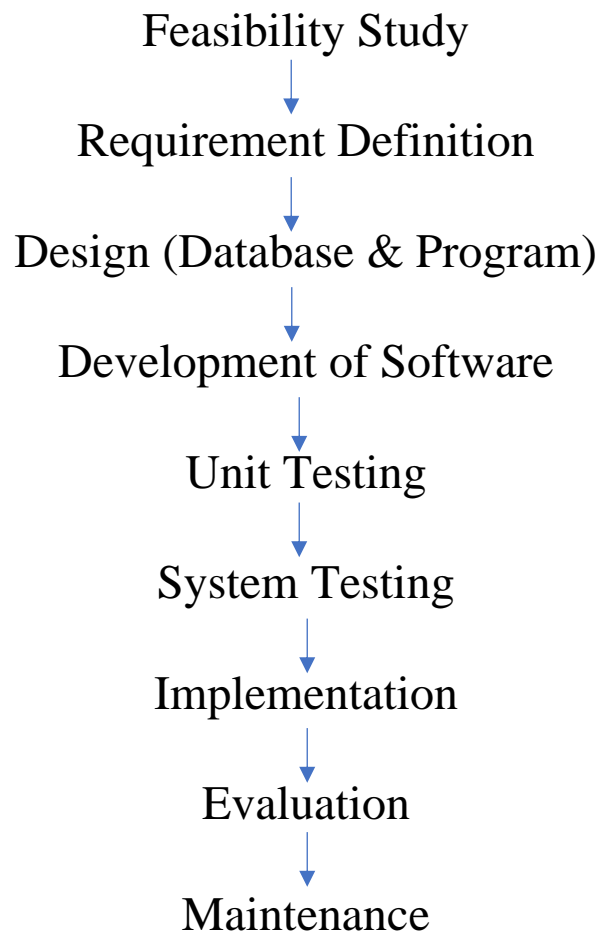 Feasibility Study
Requirement Definition
Design (Database & Program)
Development of Software
Unit Testing
System Testing
Implementation
Evaluation
Maintenance